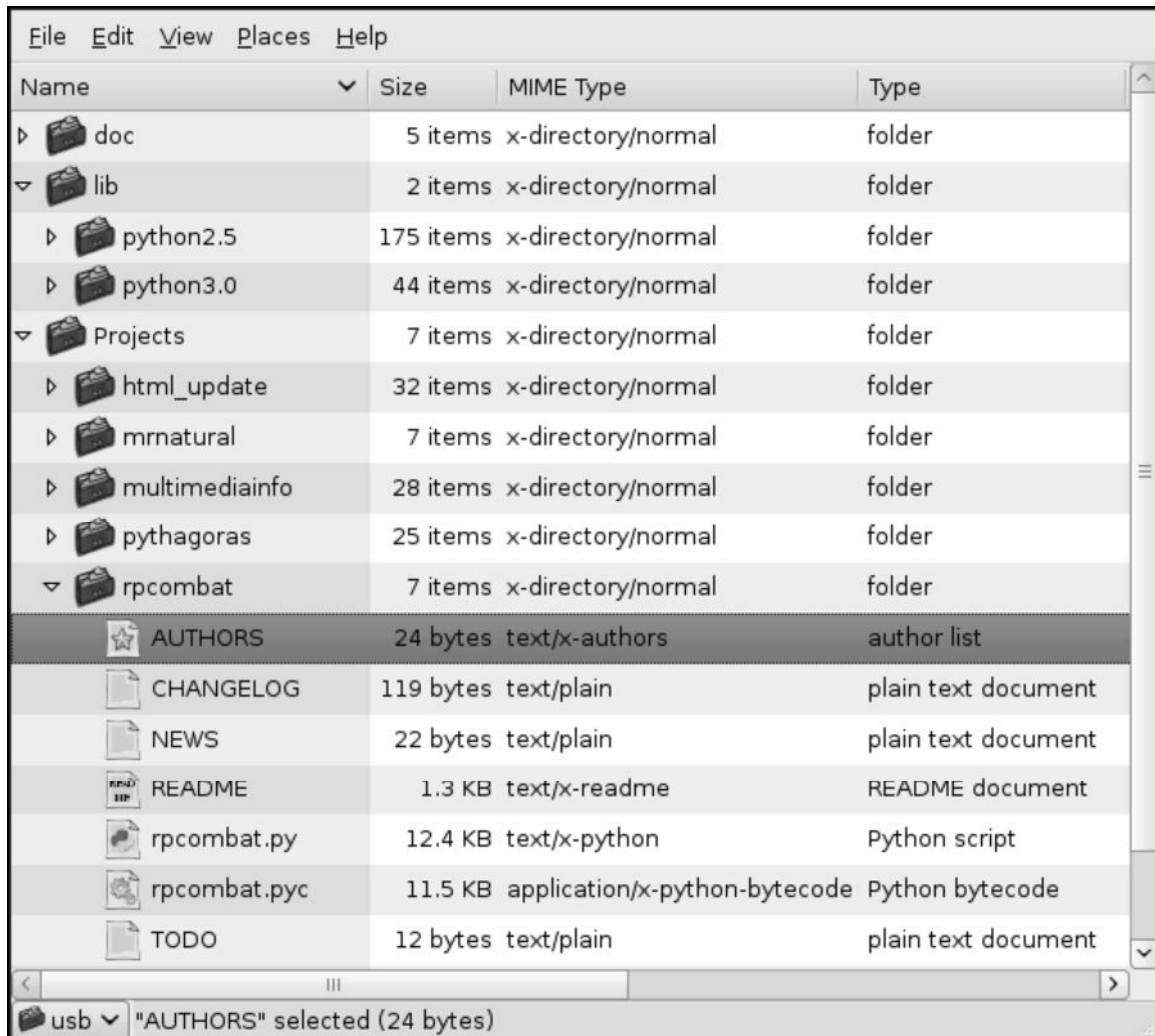 File Edit View Places Help
Name Size MIME Type Type
doc 5 items x-directory/normal folder
lib 2 items x-directory/normal folder
python2.5 175 items x-directory/normal folder
python3.0 44 items x-directory/normal folder
Projects 7 items x-directory/normal folder
html_update 32 items x-directory/normal folder
mrnatural 7 items x-directory/normal folder
multimediainfo 28 items x-directory/normal folder
pythagoras 25 items x-directory/normal folder
rpcombat 7 items x-directory/normal folder
AUTHORS 24 bytes text/x-authors author list
CHANGELOG 119 bytes text/plain plain text document
NEWS 22 bytes text/plain plain text document
README 1.3 KB text/x-readme README document
rpcombat.py 12.4 KB text/x-python Python script
rpcombat.pyc 11.5 KB application/x-python-bytecode Python bytecode
TODO 12 bytes text/plain plain text document
usb "AUTHORS" selected (24 bytes)